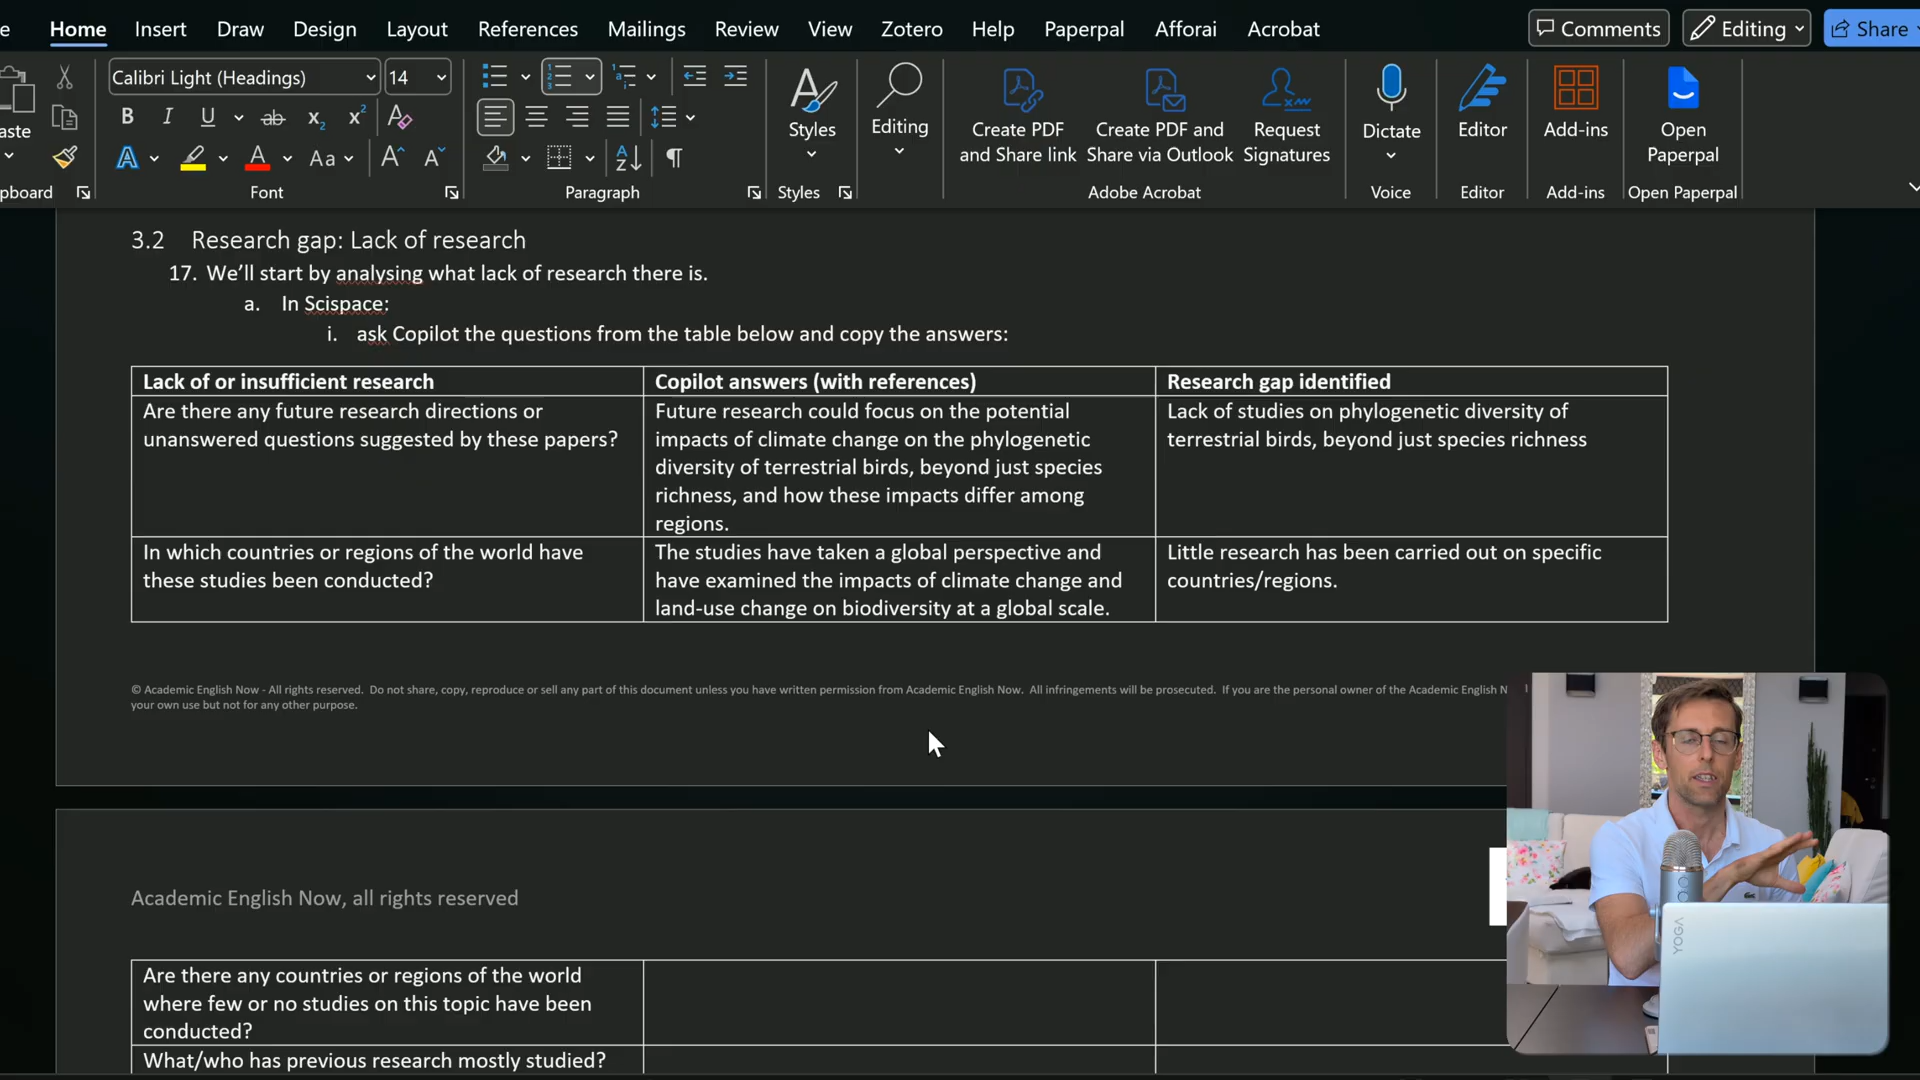 Home Insert Draw Design Layout References Mailings Review View Zotero Help Paperpal Afforai Acrobat Comments Editing Share
Calibri Light (Headings) 14
aste
Styles
Editing
Create PDF and Share link
Create PDF and Share via Outlook
Request Signatures
Dictate
Editor
Add-ins
Open Paperpal
pboard Font Paragraph Styles Adobe Acrobat Voice Editor Add-ins Open Paperpal
3.2 Research gap: Lack of research
17. We'll start by analysing what lack of research there is.
a. In Scispace:
i. ask Copilot the questions from the table below and copy the answers:
Lack of or insufficient research
Copilot answers (with references)
Research gap identified
Are there any future research directions or
unanswered questions suggested by these papers?
Future research could focus on the potential
impacts of climate change on the phylogenetic
diversity of terrestrial birds, beyond just species
richness, and how these impacts differ among
regions.
Lack of studies on phylogenetic diversity of
terrestrial birds, beyond just species richness
In which countries or regions of the world have
these studies been conducted?
The studies have taken a global perspective and
have examined the impacts of climate change and
land-use change on biodiversity at a global scale.
Little research has been carried out on specific
countries/regions.
© Academic English Now - All rights reserved. Do not share, copy, reproduce or sell any part of this document unless you have written permission from Academic English Now. All infringements will be prosecuted. If you are the personal owner of the Academic English N
your own use but not for any other purpose.
Academic English Now, all rights reserved
Are there any countries or regions of the world
where few or no studies on this topic have been
conducted?
What/who has previous research mostly studied?
YOGA